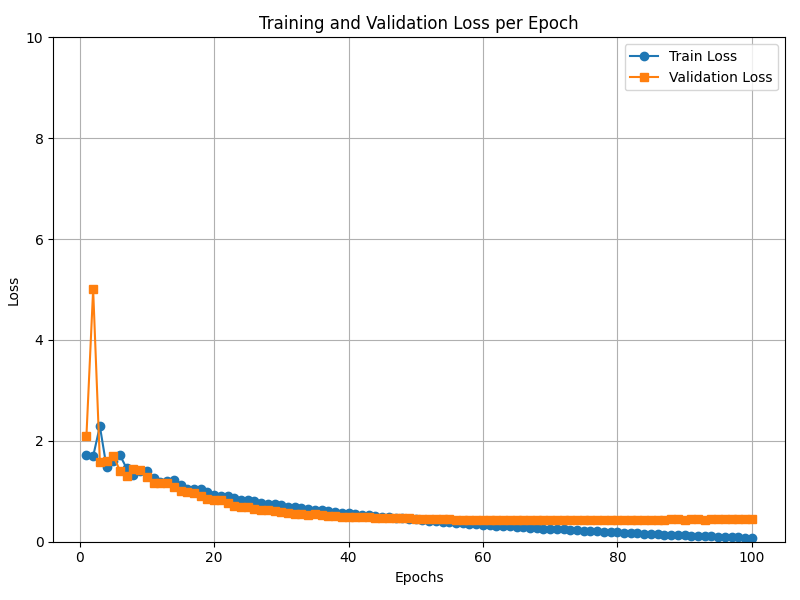 Training and Validation Loss per Epoch
Train Loss
Validation Loss
10
8
6
4
2
0
Loss
0 20 40 60 80 100
Epochs